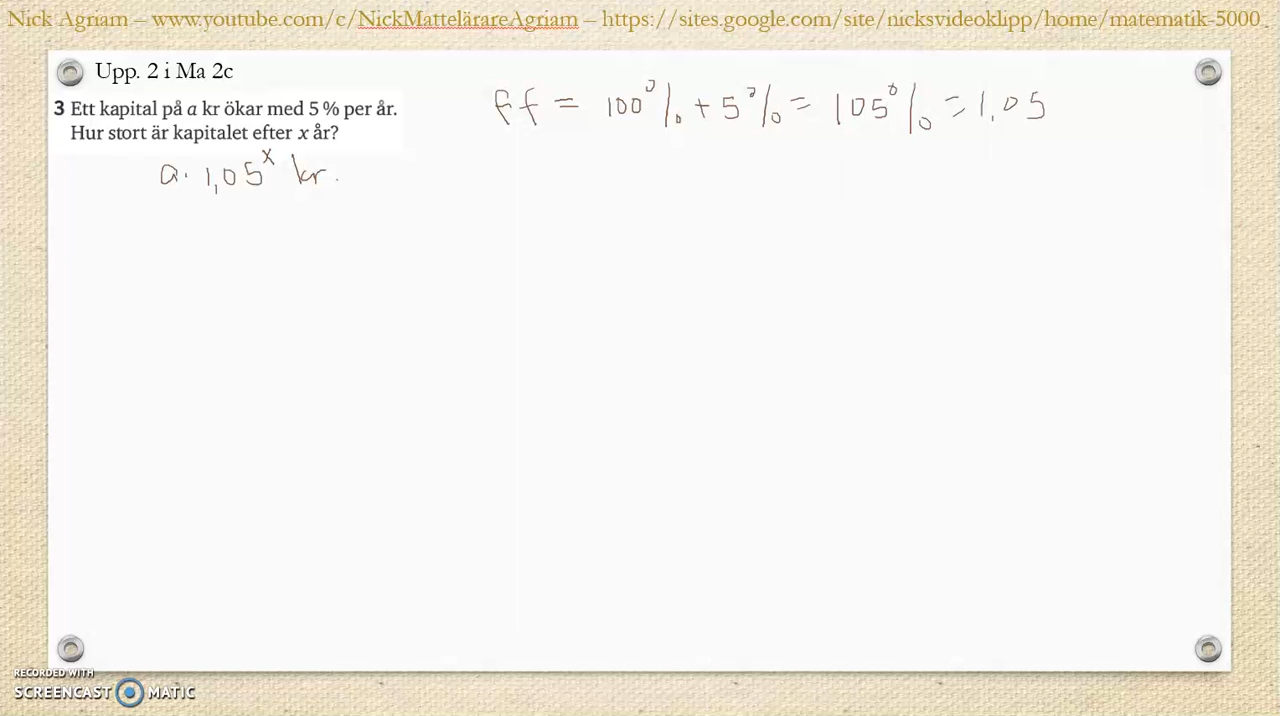 Nick Agriam – www.youtube.com/c/NickMattelärareAgriam – https://sites.google.com/site/nicksvideoklipp/home/matematik-5000
Upp. 2 i Ma 2c
3 Ett kapital på a kr ökar med 5 % per år.
Hur stort är kapitalet efter x år?
a · 1,05^x kr.
ff = 100% + 5% = 105% = 1,05
RECORDED WITH
SCREENCAST MATIC